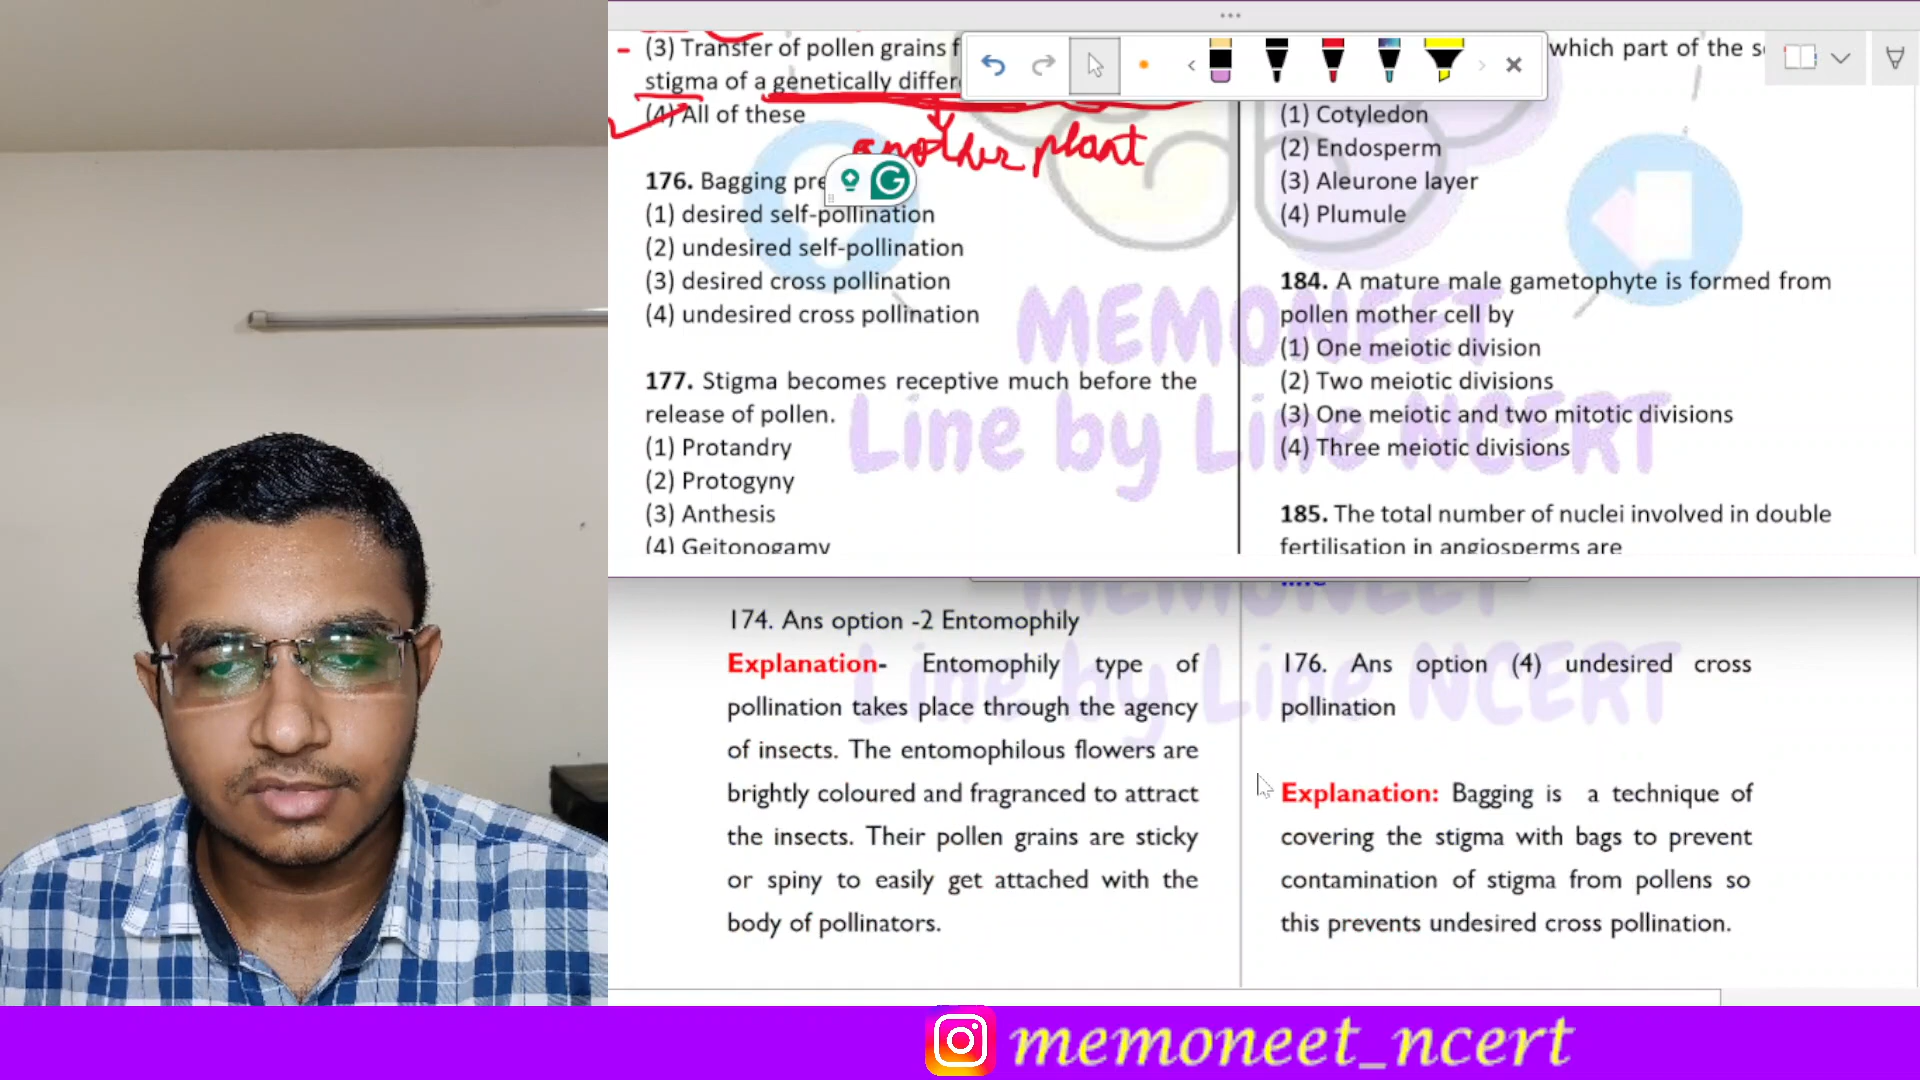 (3) Transfer of pollen grains f
stigma of a genetically differ
(4) All of these
another plant
176. Bagging pre
(1) desired self-pollination
(2) undesired self-pollination
(3) desired cross pollination
(4) undesired cross pollination
177. Stigma becomes receptive much before the
release of pollen.
(1) Protandry
(2) Protogyny
(3) Anthesis
(4) Geitonogamy
which part of the s
(1) Cotyledon
(2) Endosperm
(3) Aleurone layer
(4) Plumule
184. A mature male gametophyte is formed from
pollen mother cell by
(1) One meiotic division
(2) Two meiotic divisions
(3) One meiotic and two mitotic divisions
(4) Three meiotic divisions
185. The total number of nuclei involved in double
fertilisation in angiosperms are
MEMONEET
Line by Line NCERT
174. Ans option -2 Entomophily
Explanation- Entomophily type of
pollination takes place through the agency
of insects. The entomophilous flowers are
brightly coloured and fragranced to attract
the insects. Their pollen grains are sticky
or spiny to easily get attached with the
body of pollinators.
176. Ans option (4) undesired cross
pollination
Explanation: Bagging is a technique of
covering the stigma with bags to prevent
contamination of stigma from pollens so
this prevents undesired cross pollination.
MEMONEET
Line by Line NCERT
memoneet_ncert